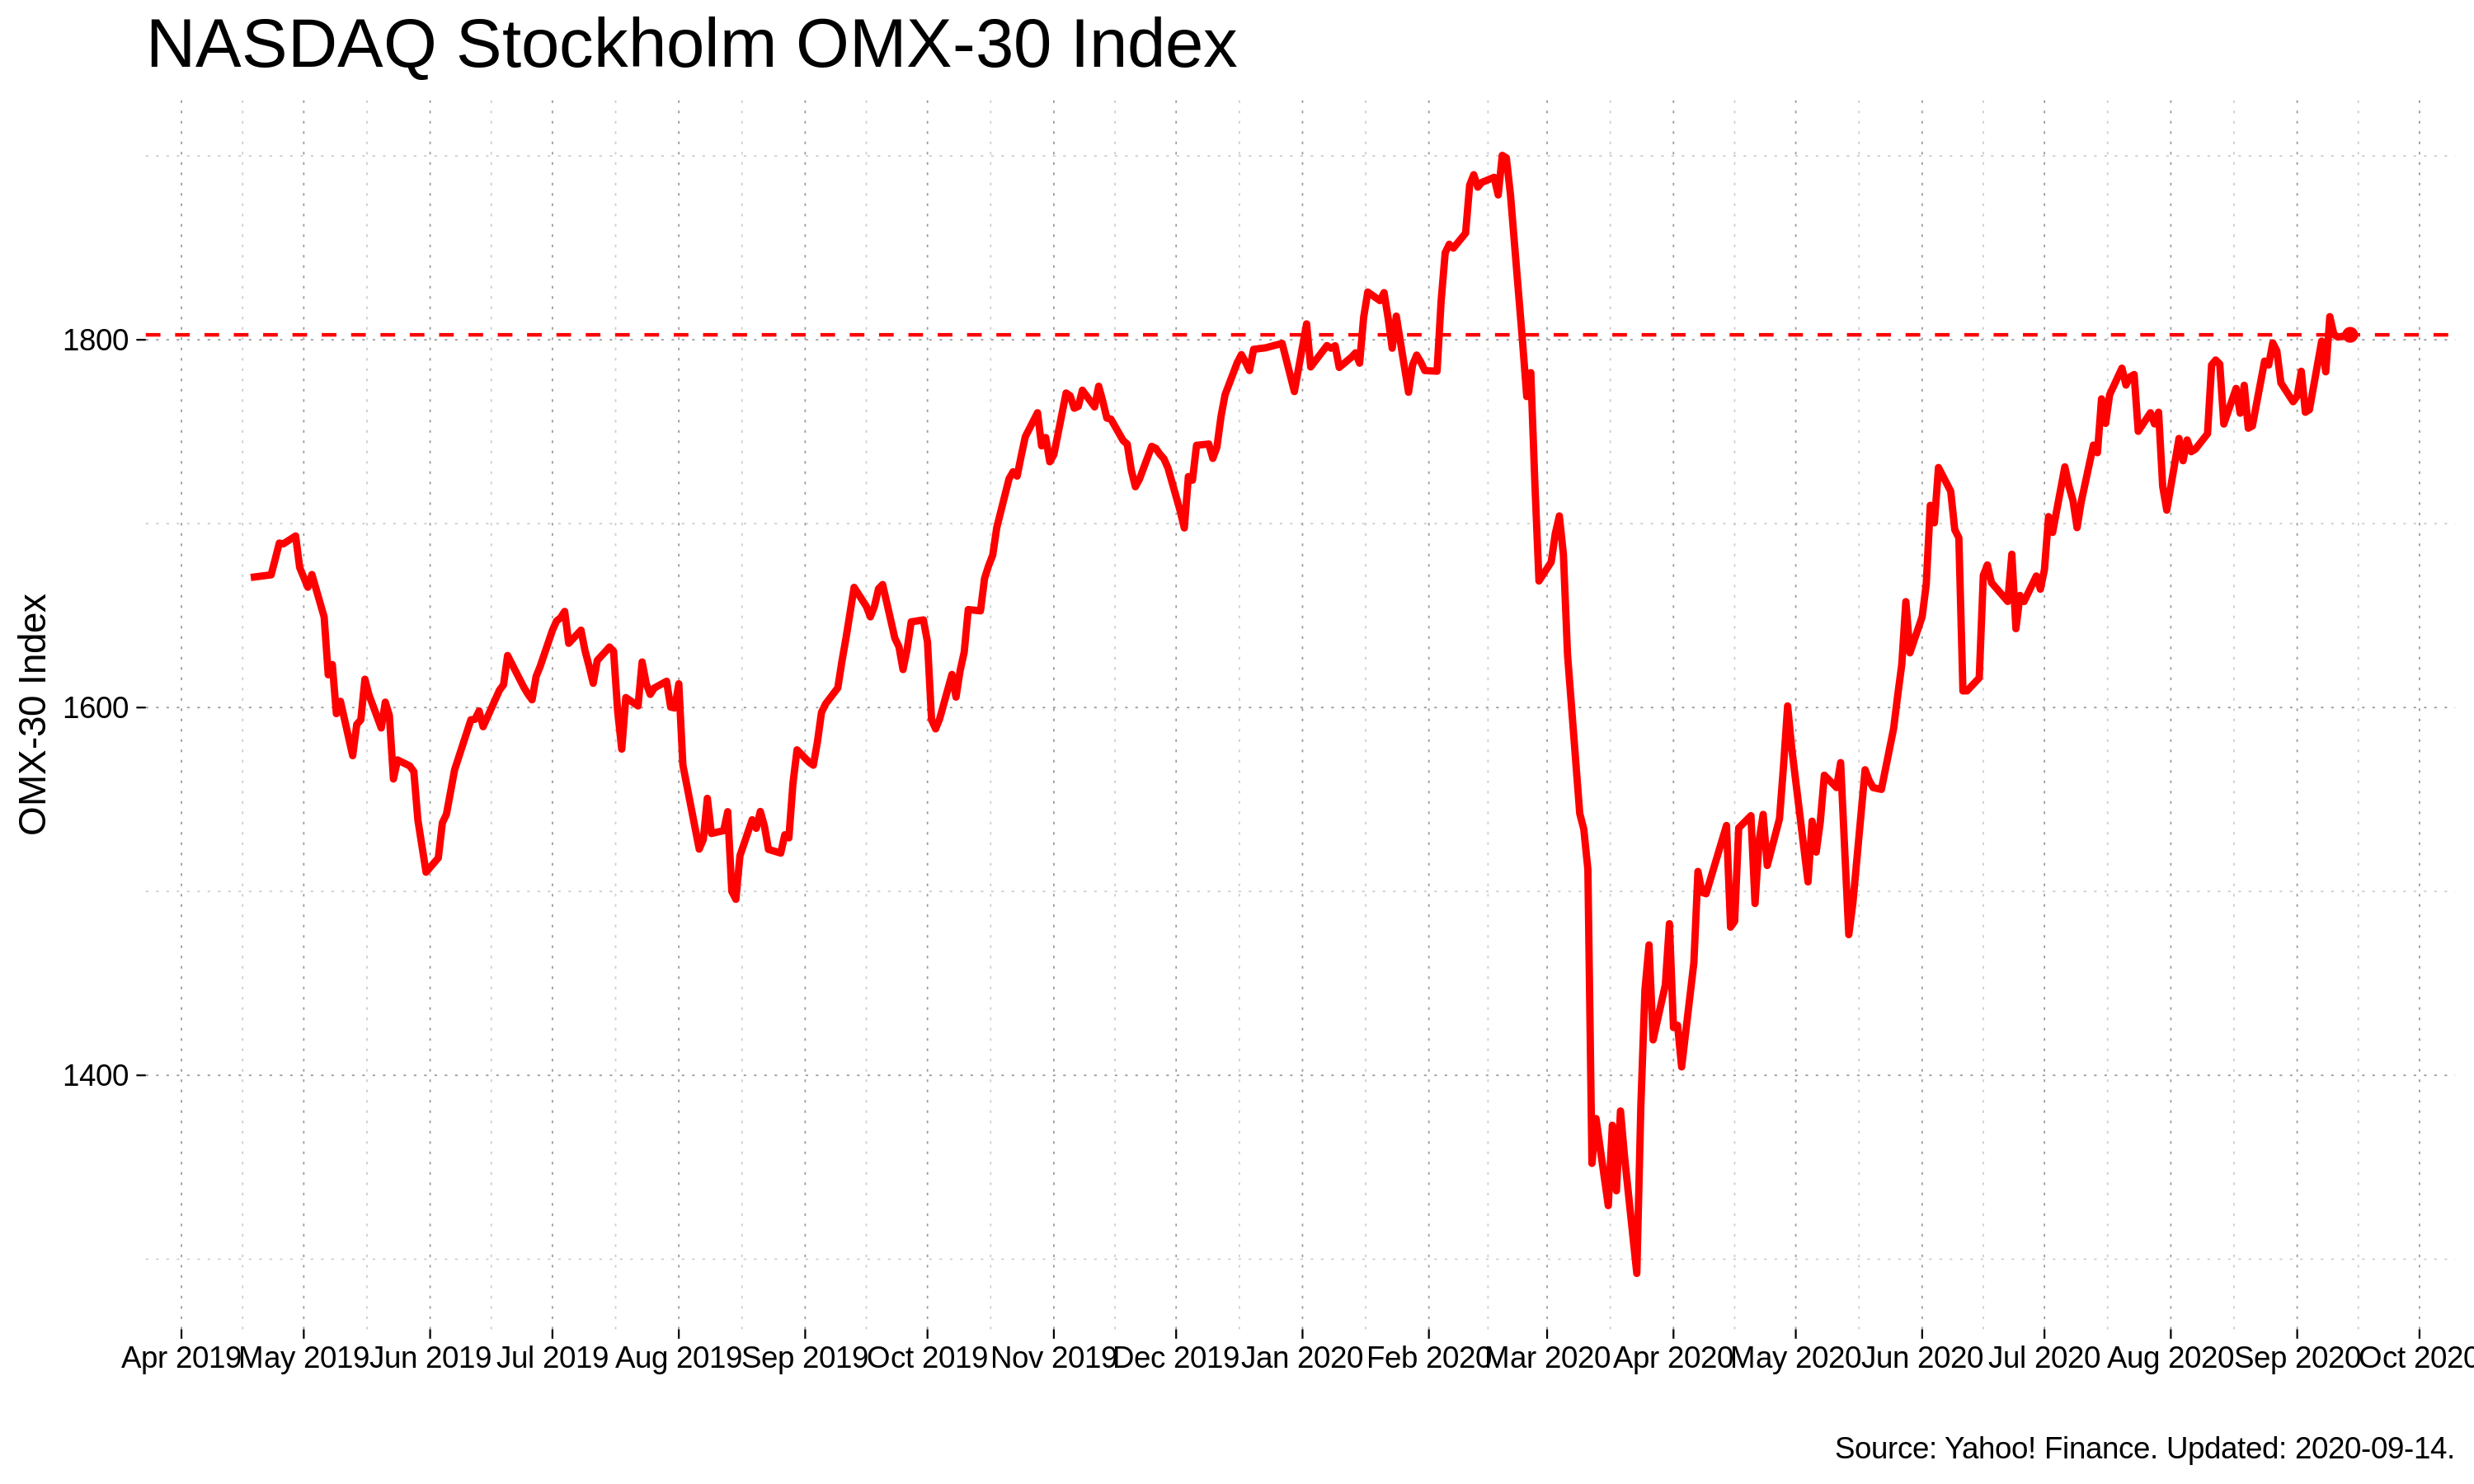 NASDAQ Stockholm OMX-30 Index
OMX-30 Index
1800
1600
1400
Apr 2019 May 2019 Jun 2019 Jul 2019 Aug 2019 Sep 2019 Oct 2019 Nov 2019 Dec 2019 Jan 2020 Feb 2020 Mar 2020 Apr 2020 May 2020 Jun 2020 Jul 2020 Aug 2020 Sep 2020 Oct 2020
Source: Yahoo! Finance. Updated: 2020-09-14.